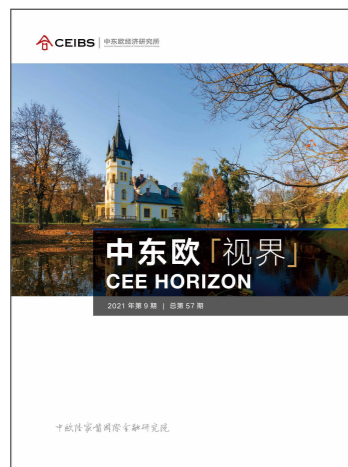 CEIBS | 中东欧经济研究所
中东欧「视界」
CEE HORIZON
2021 年第 9 期 | 总第 57 期
中欧陆家嘴国际金融研究院